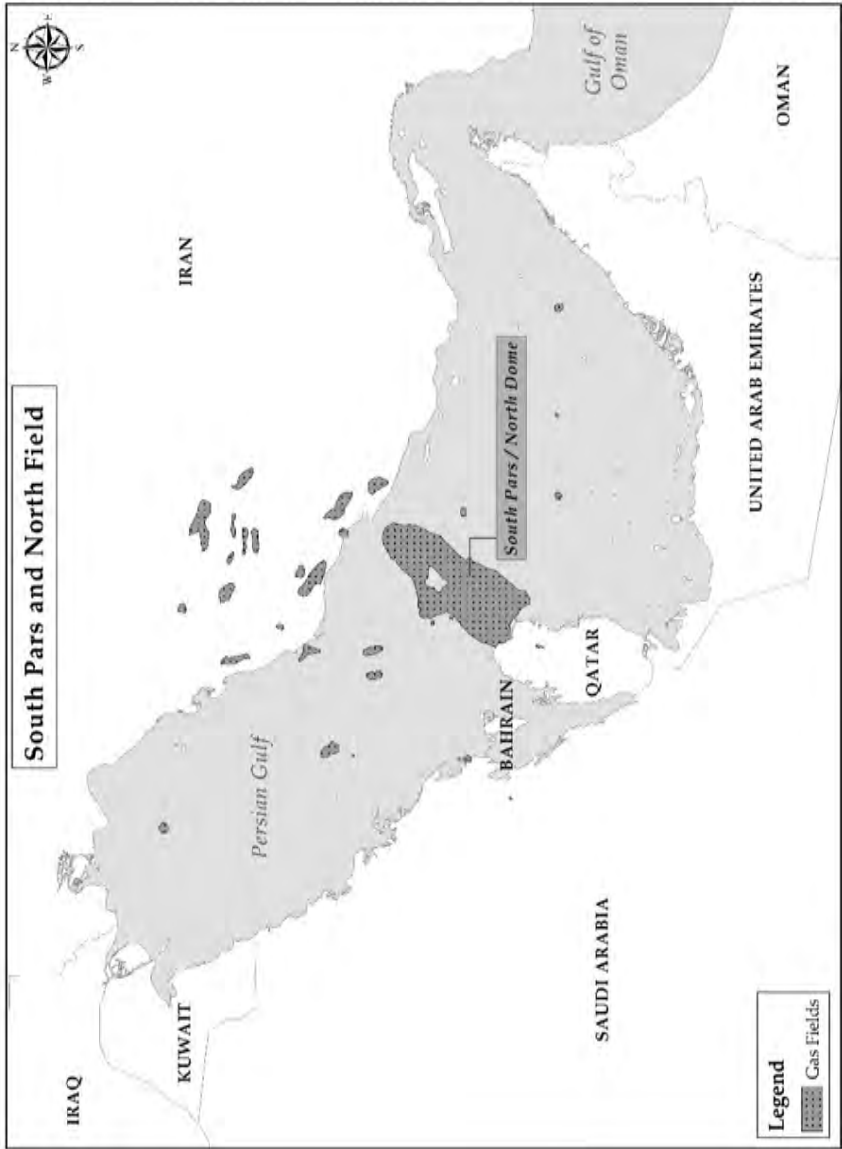 South Pars and North Field
N
W
E
S
IRAQ
KUWAIT
IRAN
Persian Gulf
Gulf of
Oman
South Pars / North Dome
BAHRAIN
QATAR
SAUDI ARABIA
UNITED ARAB EMIRATES
OMAN
Legend
Gas Fields